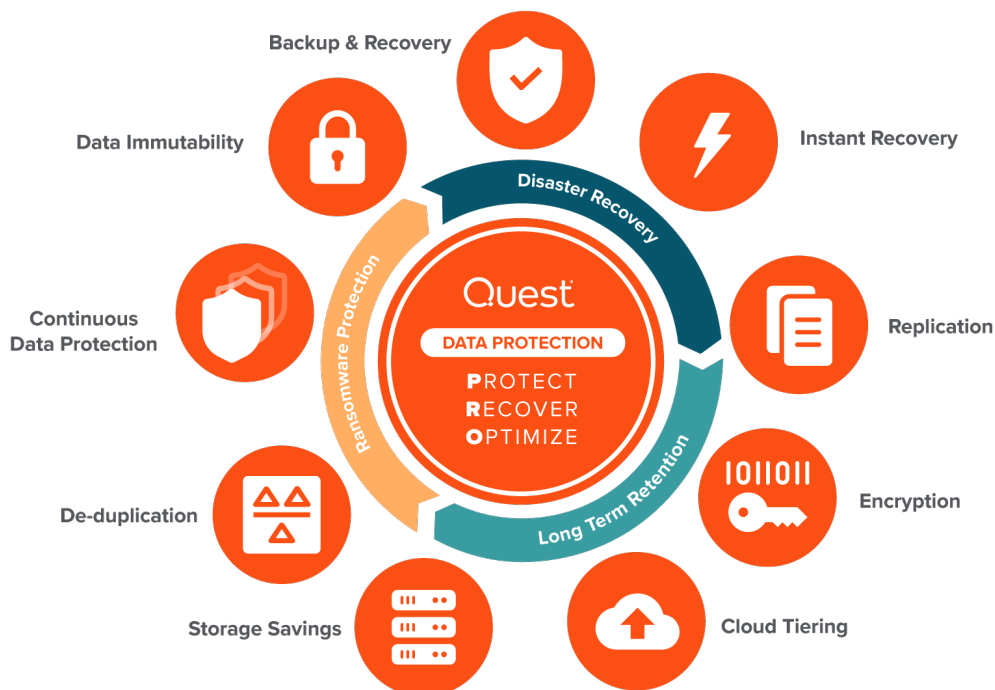 Backup & Recovery
Data Immutability
Instant Recovery
Disaster Recovery
Ransomware Protection
Continuous
Data Protection
Quest
DATA PROTECTION
PROTECT
RECOVER
OPTIMIZE
Replication
Long Term Retention
1011011
Encryption
De-duplication
Storage Savings
Cloud Tiering